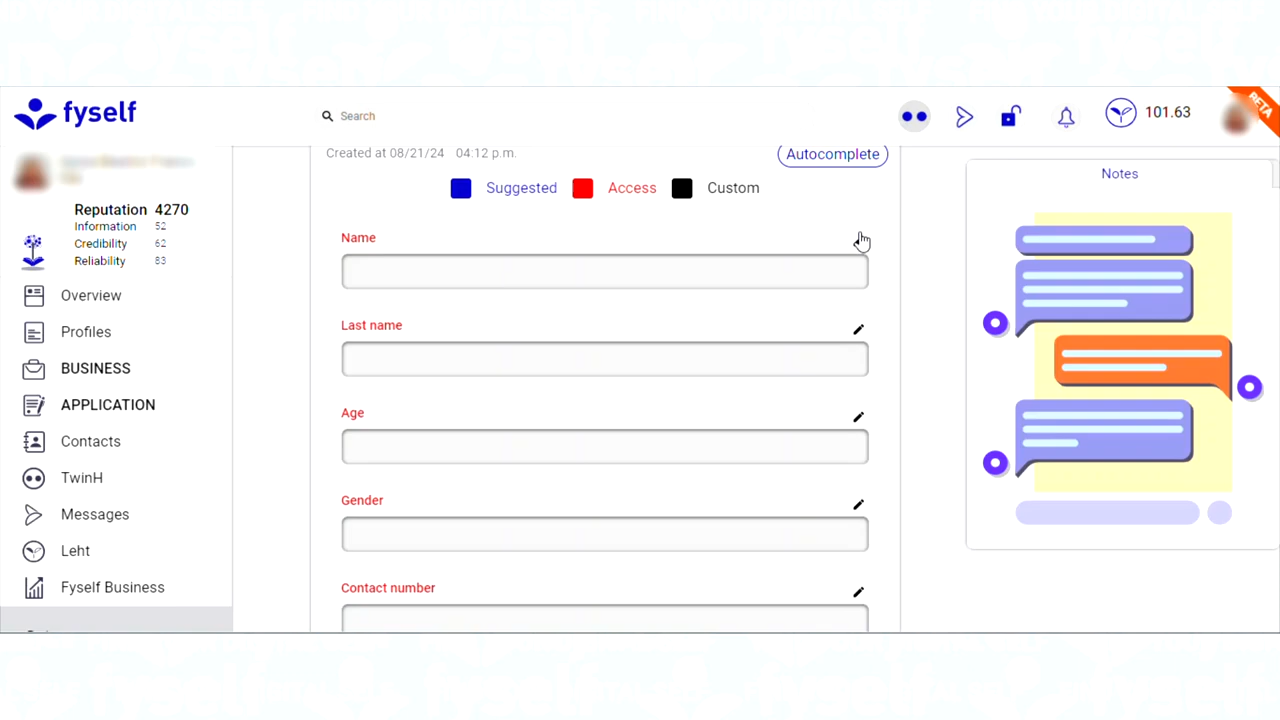 fyself
Search
101.63
BETA
Created at 08/21/24 04:12 p.m.
Autocomplete
Suggested
Access
Custom
Notes
Reputation 4270
Information 52
Credibility 62
Reliability 83
Overview
Profiles
BUSINESS
APPLICATION
Contacts
TwinH
Messages
Leht
Fyself Business
Name
Last name
Age
Gender
Contact number